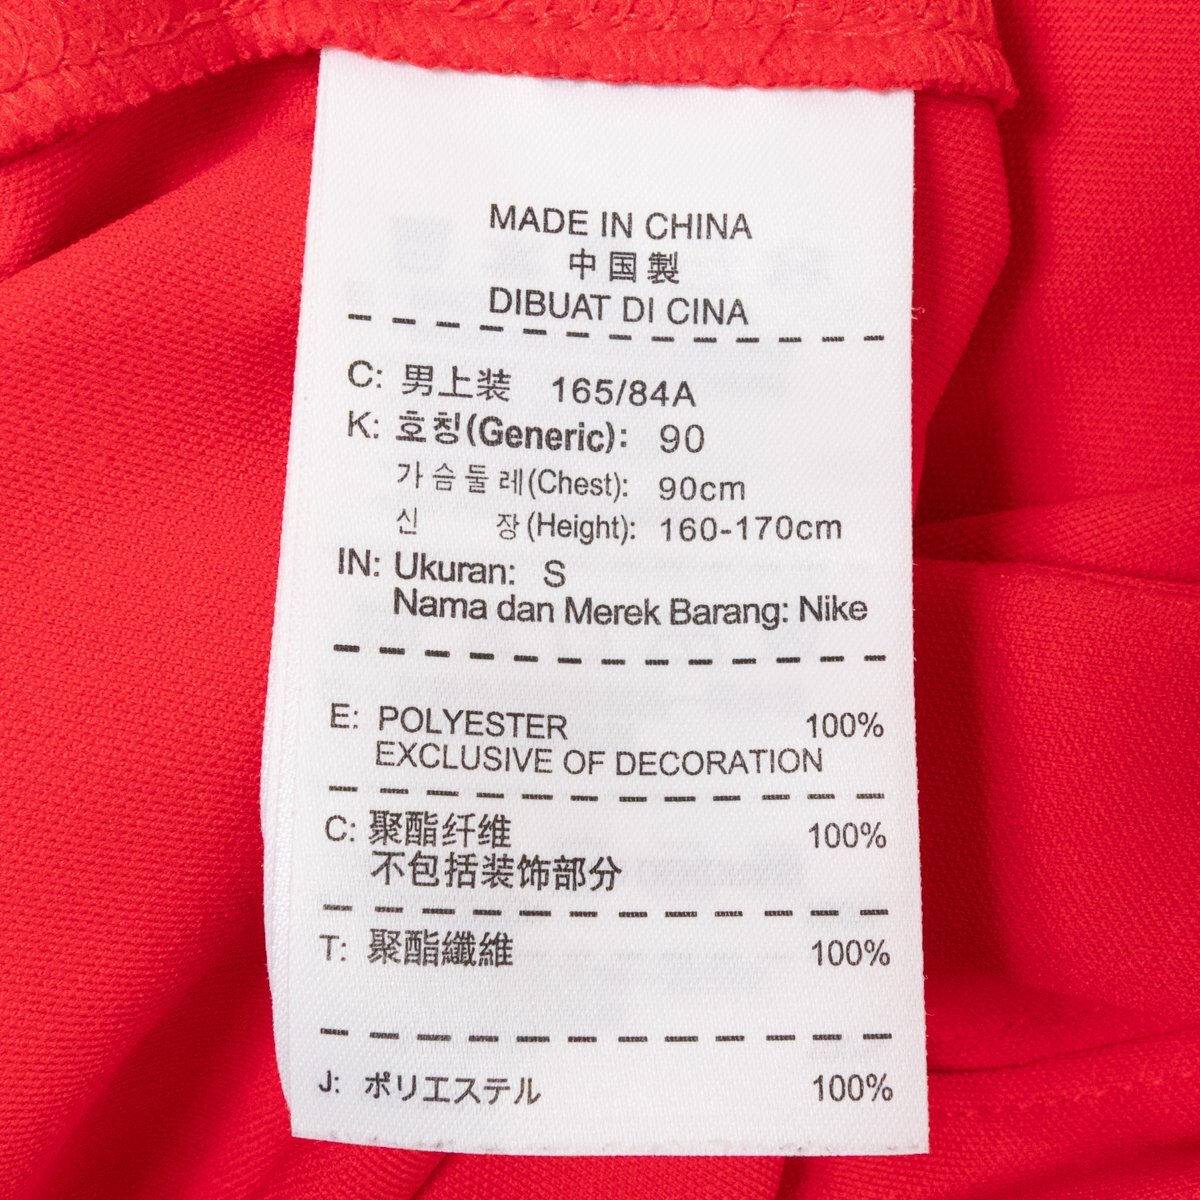 MADE IN CHINA
中国製
DIBUAT DI CINA
C: 男上装 165/84A
K: 호칭(Generic): 90
가슴둘레(Chest): 90cm
신 장(Height): 160-170cm
IN: Ukuran: S
Nama dan Merek Barang: Nike
E: POLYESTER 100%
EXCLUSIVE OF DECORATION
C: 聚酯纤维 100%
不包括装饰部分
T: 聚酯纖維 100%
J: ポリエステル 100%